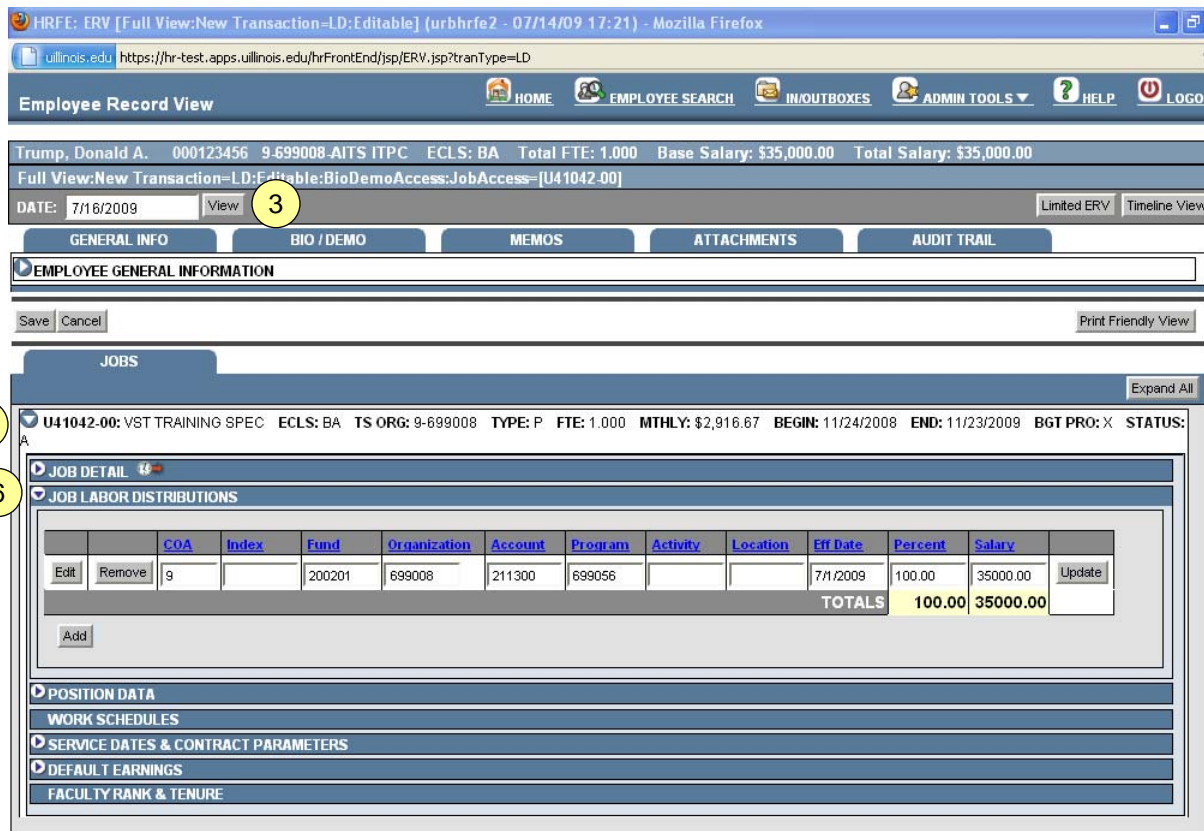 HRFE: ERV [Full View:New Transaction=LD:Editable] (urbhrfe2 - 07/14/09 17:21) - Mozilla Firefox
uillinois.edu https://hr-test.apps.uillinois.edu/hrFrontEnd/jsp/ERV.jsp?tranType=LD
Employee Record View HOME EMPLOYEE SEARCH IN/OUTBOXES ADMIN TOOLS ? HELP LOGO
Trump, Donald A. 000123456 9-699008-AITS ITPC ECLS: BA Total FTE: 1.000 Base Salary: $35,000.00 Total Salary: $35,000.00
Full View:New Transaction=LD:Editable:BioDemoAccess:JobAccess=[U41042-00]
DATE: 7/16/2009 View 3 Limited ERV Timeline View
GENERAL INFO BIO / DEMO MEMOS ATTACHMENTS AUDIT TRAIL
EMPLOYEE GENERAL INFORMATION
Save Cancel Print Friendly View
JOBS
Expand All
U41042-00: VST TRAINING SPEC ECLS: BA TS ORG: 9-699008 TYPE: P FTE: 1.000 MTHLY: $2,916.67 BEGIN: 11/24/2008 END: 11/23/2009 BGT PRO: X STATUS:
A
JOB DETAIL
6 JOB LABOR DISTRIBUTIONS
COA Index Fund Organization Account Program Activity Location Eff Date Percent Salary
Edit Remove 9 200201 699008 211300 699056 7/1/2009 100.00 35000.00 Update
TOTALS 100.00 35000.00
Add
POSITION DATA
WORK SCHEDULES
SERVICE DATES & CONTRACT PARAMETERS
DEFAULT EARNINGS
FACULTY RANK & TENURE